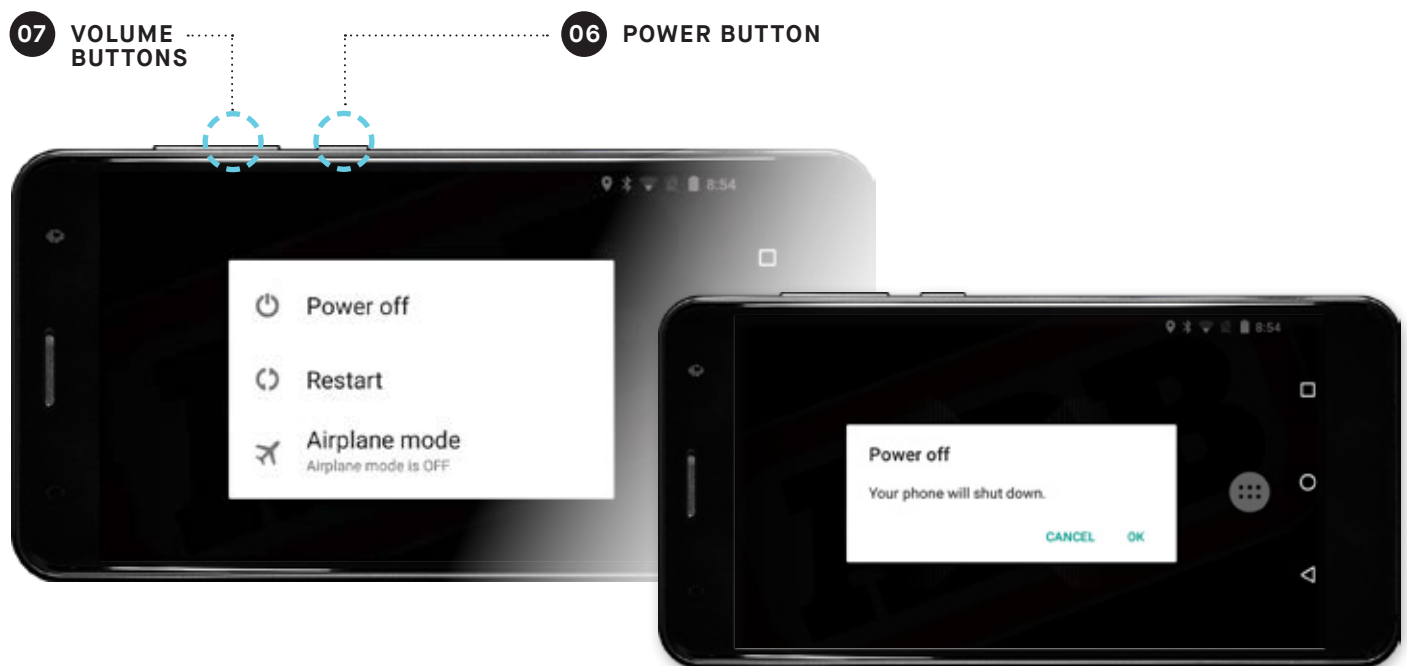 07 VOLUME
BUTTONS
06 POWER BUTTON
8:54
Power off
Restart
Airplane mode
Airplane mode is OFF
8:54
Power off
Your phone will shut down.
CANCEL OK